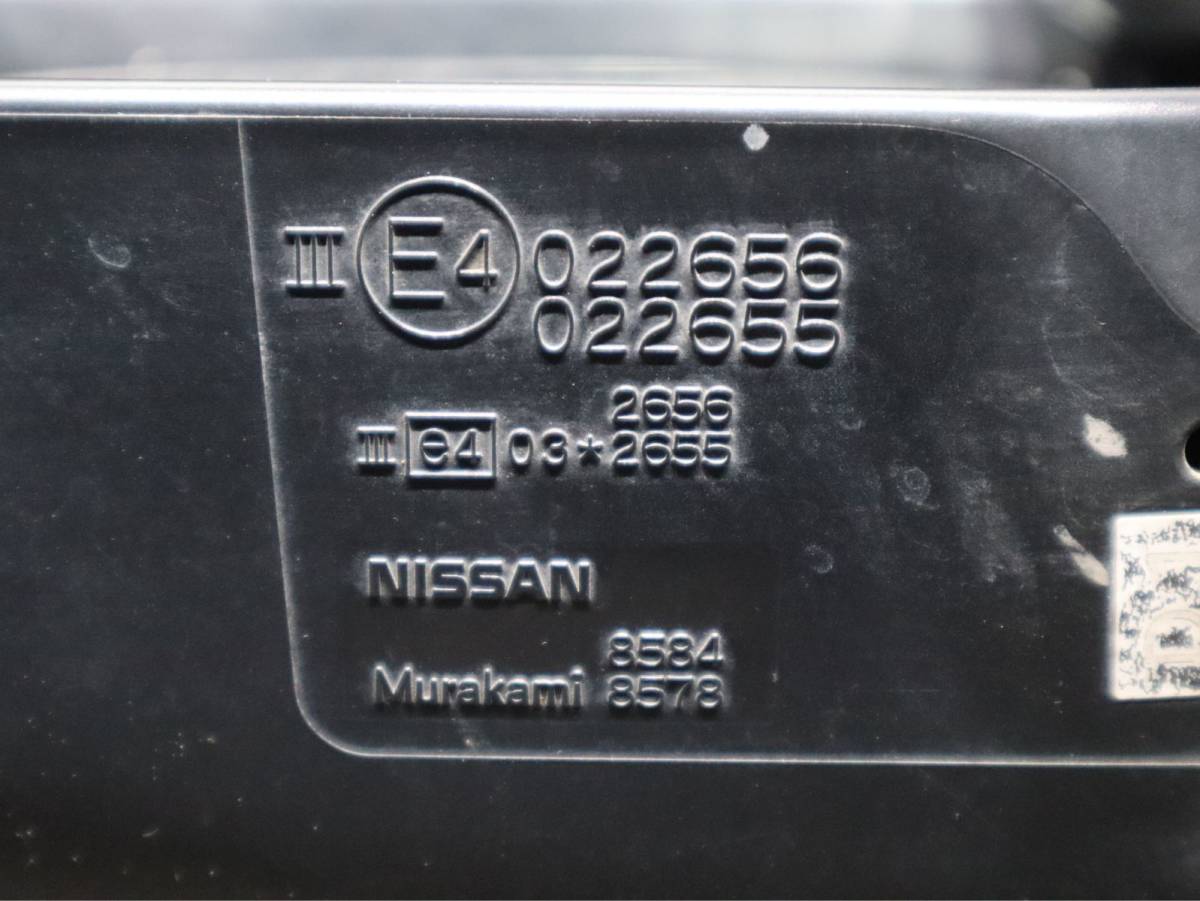 III E4 022656
022655
2656
III e4 03*2655
NISSAN
8584
Murakami 8578